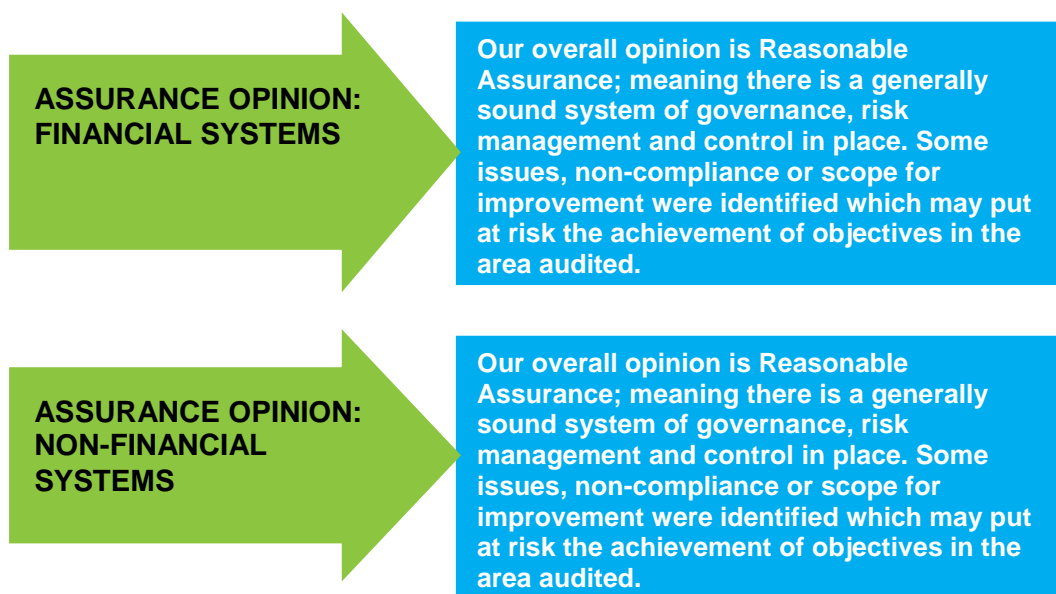 ASSURANCE OPINION:
FINANCIAL SYSTEMS
Our overall opinion is Reasonable
Assurance; meaning there is a generally
sound system of governance, risk
management and control in place. Some
issues, non-compliance or scope for
improvement were identified which may put
at risk the achievement of objectives in the
area audited.
ASSURANCE OPINION:
NON-FINANCIAL
SYSTEMS
Our overall opinion is Reasonable
Assurance; meaning there is a generally
sound system of governance, risk
management and control in place. Some
issues, non-compliance or scope for
improvement were identified which may put
at risk the achievement of objectives in the
area audited.